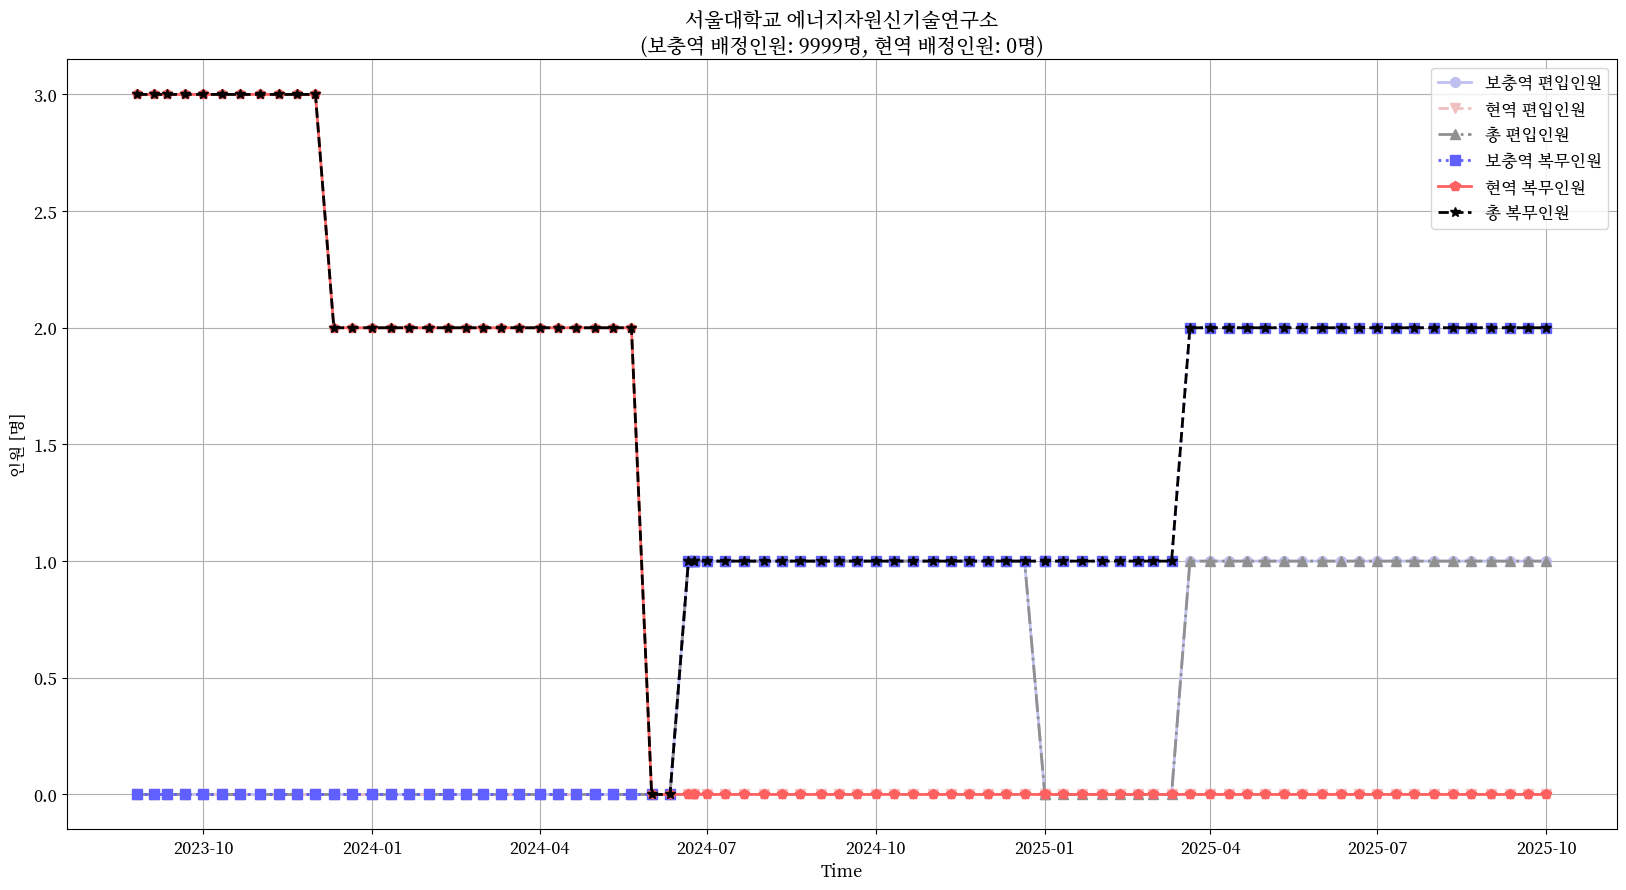 서울대학교 에너지자원신기술연구소
(보충역 배정인원: 9999명, 현역 배정인원: 0명)
보충역 편입인원
현역 편입인원
총 편입인원
보충역 복무인원
현역 복무인원
총 복무인원
3.0
2.5
2.0
1.5
1.0
0.5
0.0
인원 [명]
2023-10
2024-01
2024-04
2024-07
2024-10
2025-01
2025-04
2025-07
2025-10
Time